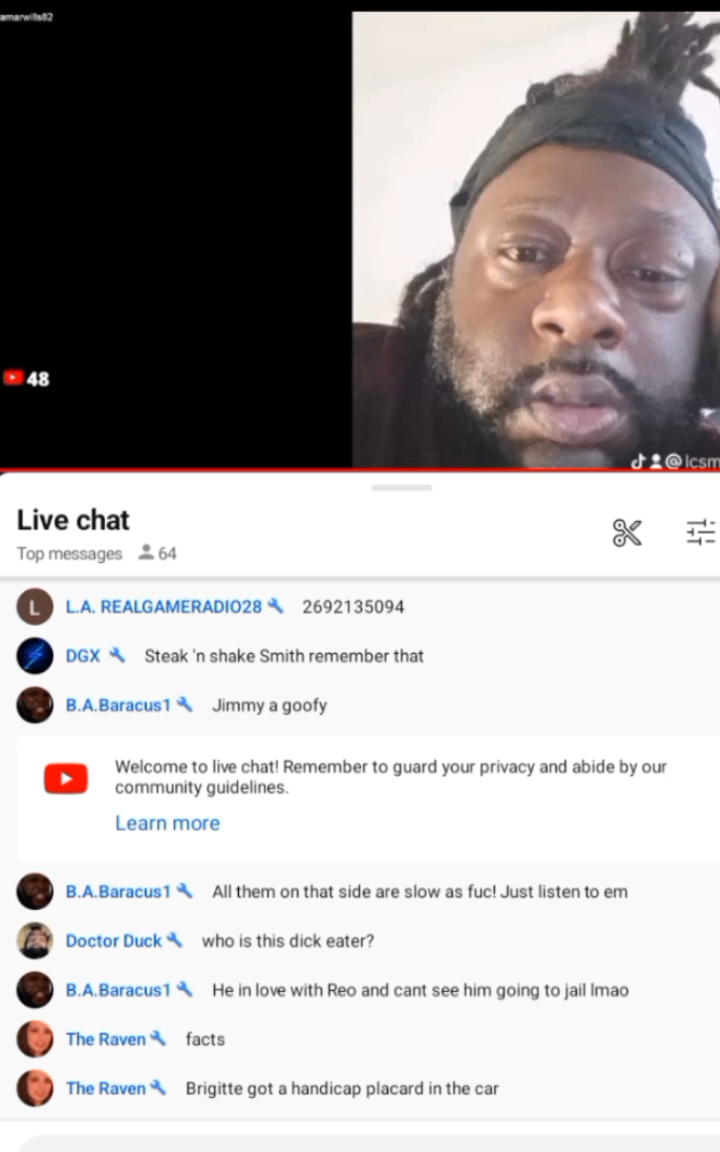 amarwills82
48
@lcsm
Live chat
Top messages 64
L.A. REALGAMERADIO28 2692135094
DGX Steak 'n shake Smith remember that
B.A.Baracus1 Jimmy a goofy
Welcome to live chat! Remember to guard your privacy and abide by our
community guidelines.
Learn more
B.A.Baracus1 All them on that side are slow as fuc! Just listen to em
Doctor Duck who is this dick eater?
B.A.Baracus1 He in love with Reo and cant see him going to jail lmao
The Raven facts
The Raven Brigitte got a handicap placard in the car